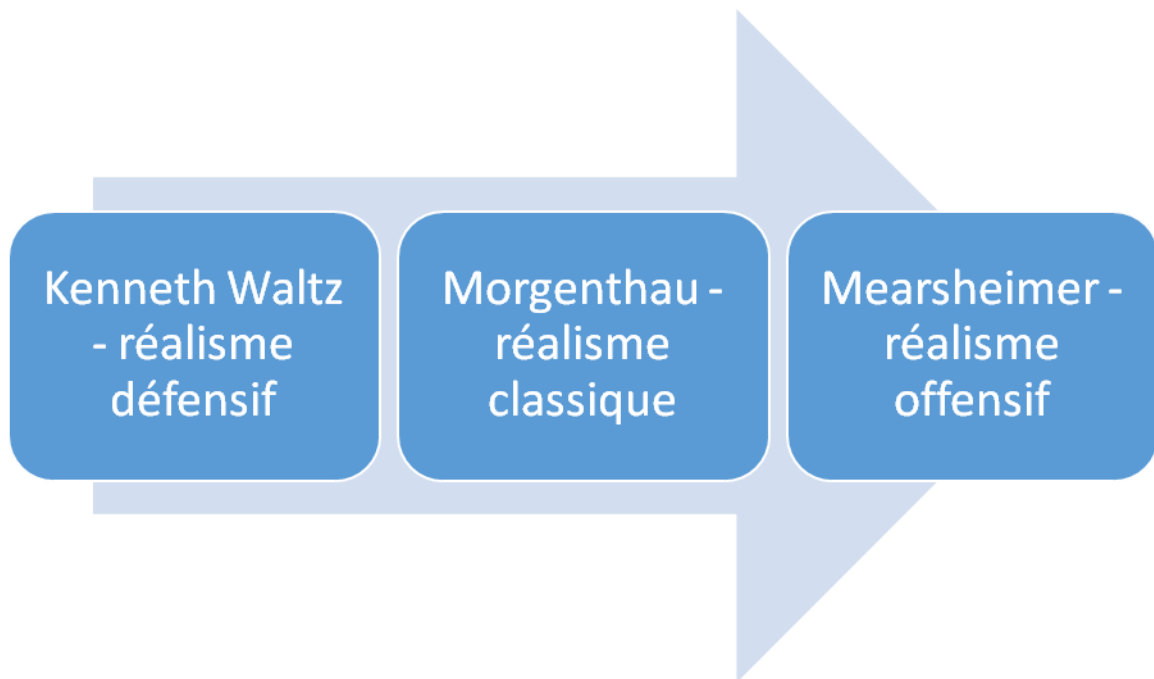 Kenneth Waltz
- réalisme
défensif
Morgenthau -
réalisme
classique
Mearsheimer -
réalisme
offensif